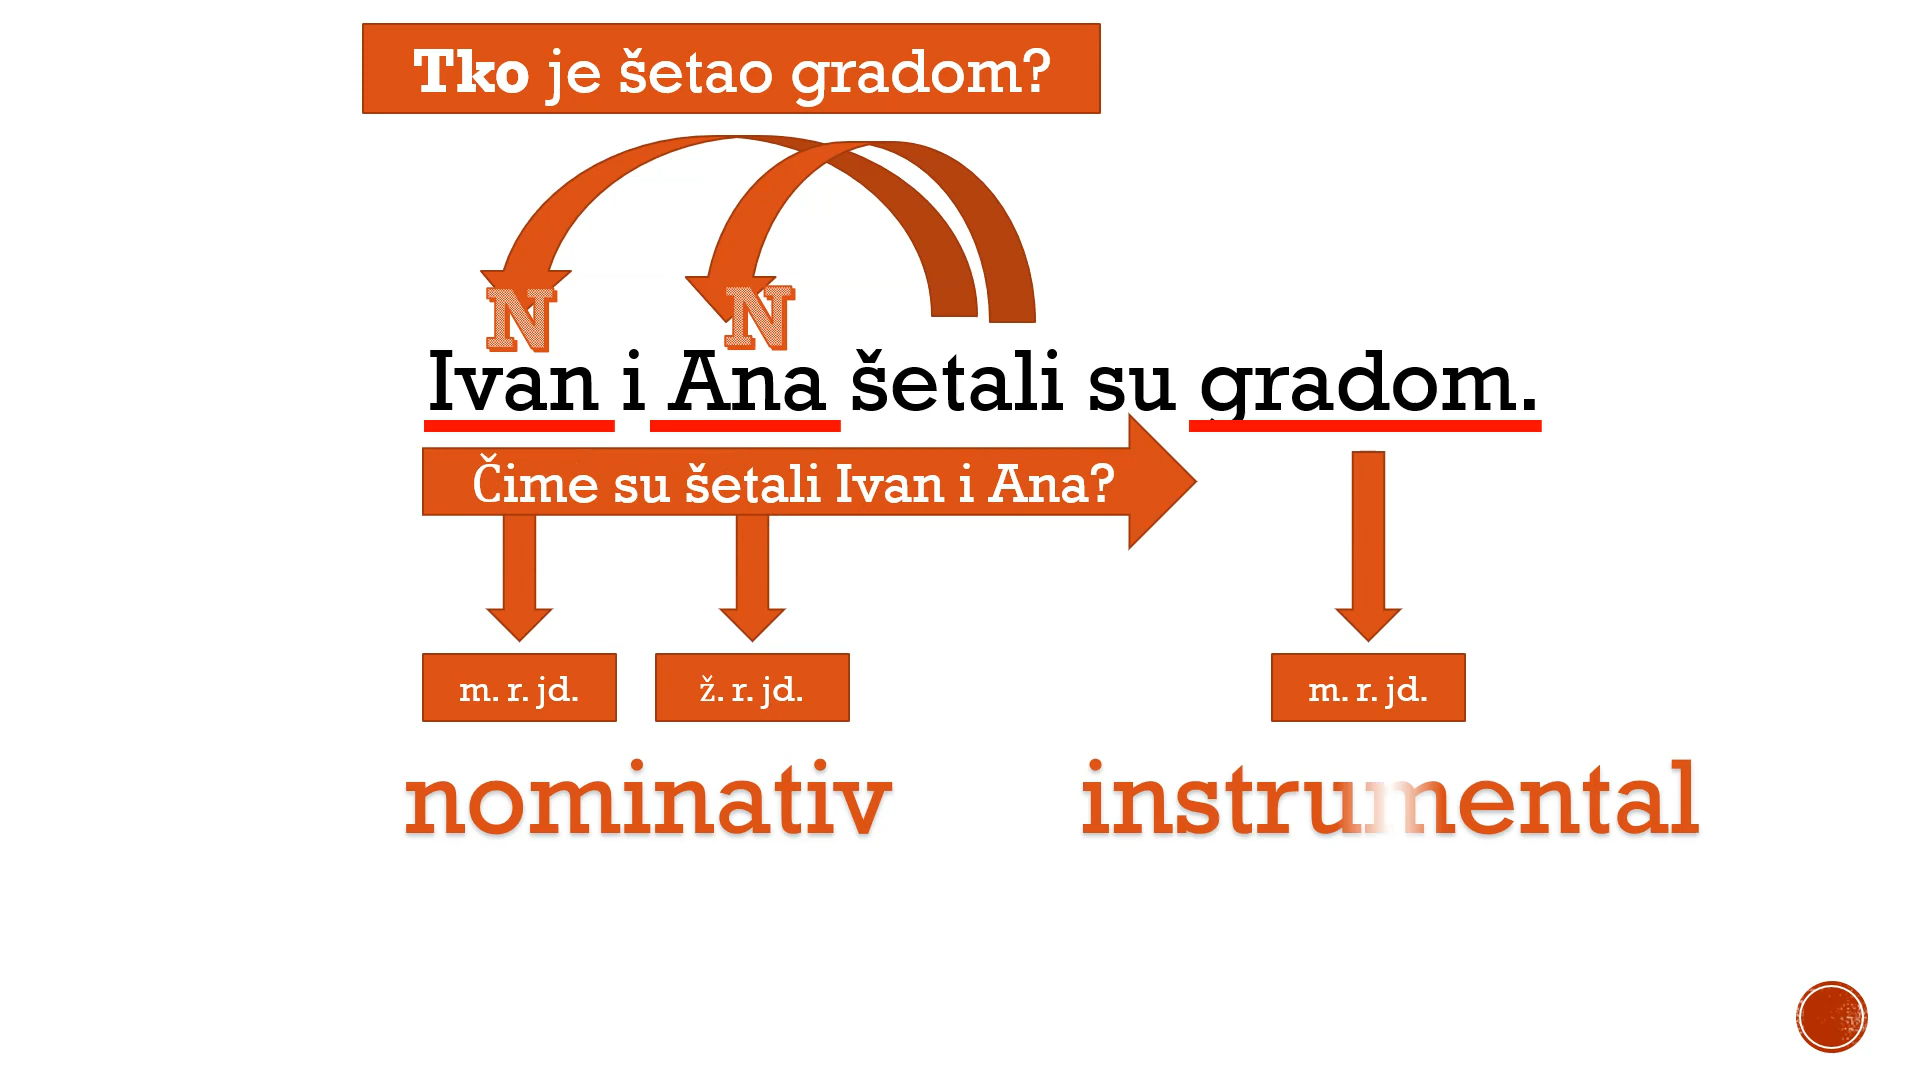 Tko je šetao gradom?
N N
Ivan i Ana šetali su gradom.
Čime su šetali Ivan i Ana?
m. r. jd. ž. r. jd. m. r. jd.
nominativ instrumental